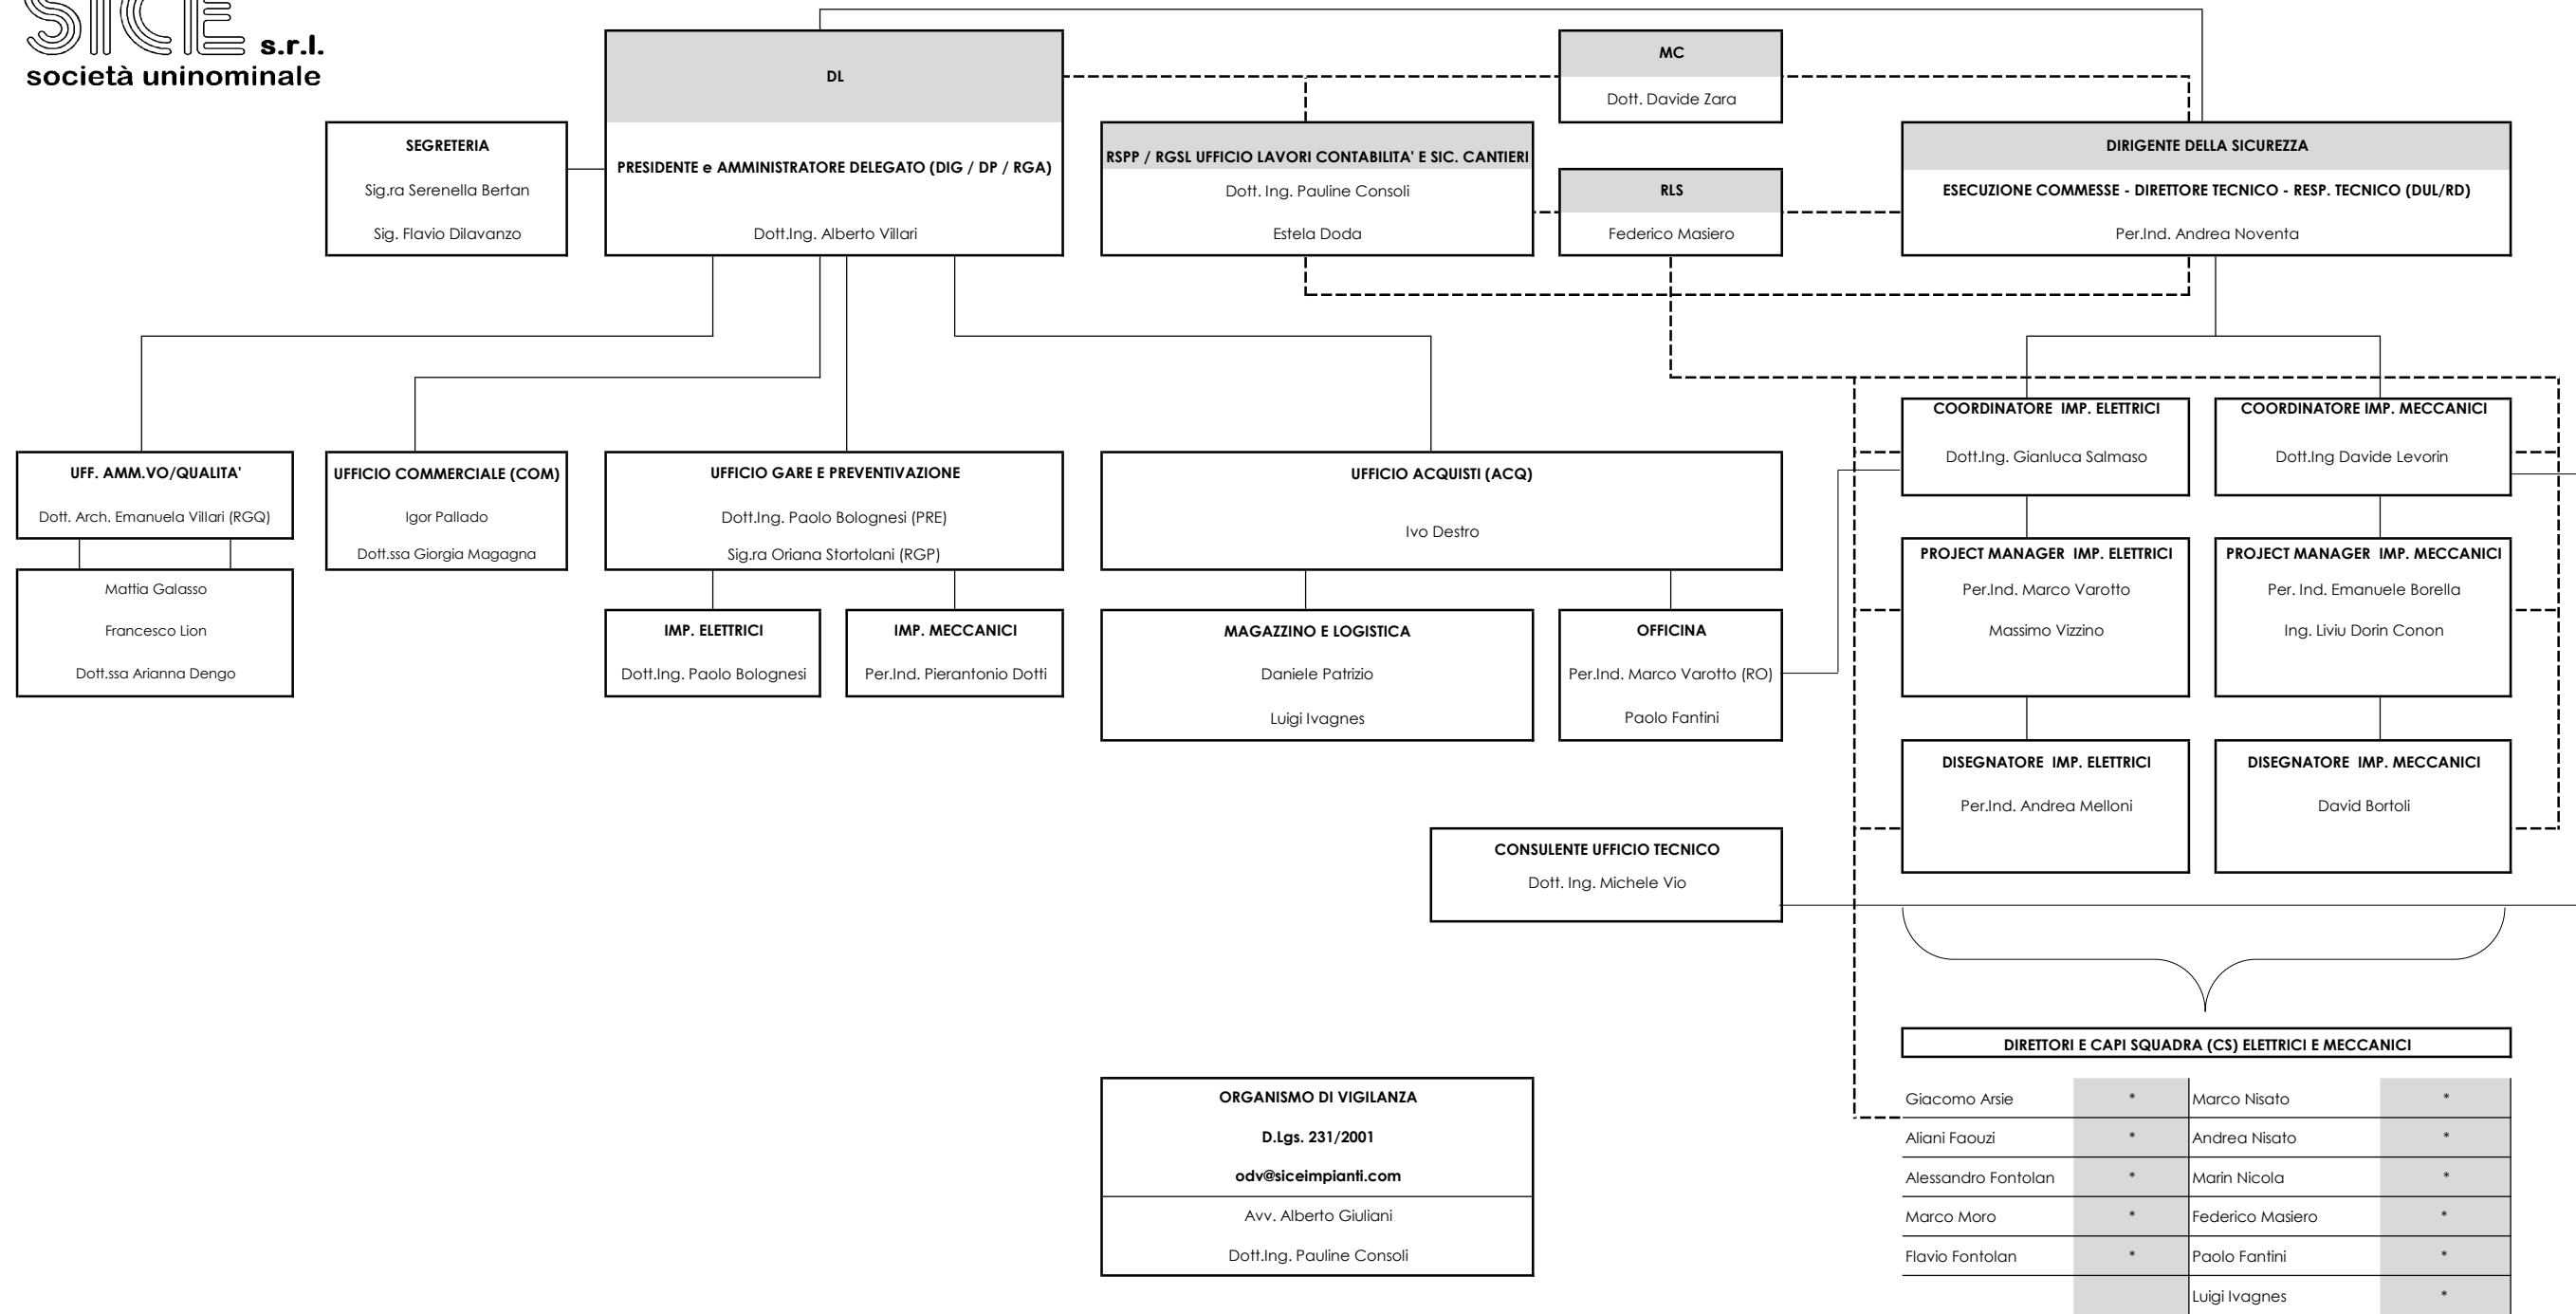 SICE s.r.l.
società uninominale
DL
PRESIDENTE e AMMINISTRATORE DELEGATO (DIG / DP / RGA)
Dott.Ing. Alberto Villari
SEGRETERIA
Sig.ra Serenella Bertan
Sig. Flavio Dilavanzo
MC
Dott. Davide Zara
RSPP / RGSL UFFICIO LAVORI CONTABILITA' E SIC. CANTIERI
Dott. Ing. Pauline Consoli
Estela Doda
RLS
Federico Masiero
DIRIGENTE DELLA SICUREZZA
ESECUZIONE COMMESSE - DIRETTORE TECNICO - RESP. TECNICO (DUL/RD)
Per.Ind. Andrea Noventa
UFF. AMM.VO/QUALITA'
Dott. Arch. Emanuela Villari (RGQ)
Mattia Galasso
Francesco Lion
Dott.ssa Arianna Dengo
UFFICIO COMMERCIALE (COM)
Igor Pallado
Dott.ssa Giorgia Magagna
UFFICIO GARE E PREVENTIVAZIONE
Dott.Ing. Paolo Bolognesi (PRE)
Sig.ra Oriana Stortolani (RGP)
IMP. ELETTRICI
Dott.Ing. Paolo Bolognesi
IMP. MECCANICI
Per.Ind. Pierantonio Dotti
UFFICIO ACQUISTI (ACQ)
Ivo Destro
MAGAZZINO E LOGISTICA
Daniele Patrizio
Luigi Ivagnes
OFFICINA
Per.Ind. Marco Varotto (RO)
Paolo Fantini
COORDINATORE IMP. ELETTRICI
Dott.Ing. Gianluca Salmaso
COORDINATORE IMP. MECCANICI
Dott.Ing Davide Levorin
PROJECT MANAGER IMP. ELETTRICI
Per.Ind. Marco Varotto
Massimo Vizzino
PROJECT MANAGER IMP. MECCANICI
Per. Ind. Emanuele Borella
Ing. Liviu Dorin Conon
DISEGNATORE IMP. ELETTRICI
Per.Ind. Andrea Melloni
DISEGNATORE IMP. MECCANICI
David Bortoli
CONSULENTE UFFICIO TECNICO
Dott. Ing. Michele Vio
ORGANISMO DI VIGILANZA
D.Lgs. 231/2001
odv@siceimpianti.com
Avv. Alberto Giuliani
Dott.Ing. Pauline Consoli
DIRETTORI E CAPI SQUADRA (CS) ELETTRICI E MECCANICI
Giacomo Arsie * Marco Nisato *
Aliani Faouzi * Andrea Nisato *
Alessandro Fontolan * Marin Nicola *
Marco Moro * Federico Masiero *
Flavio Fontolan * Paolo Fantini *
Luigi Ivagnes *